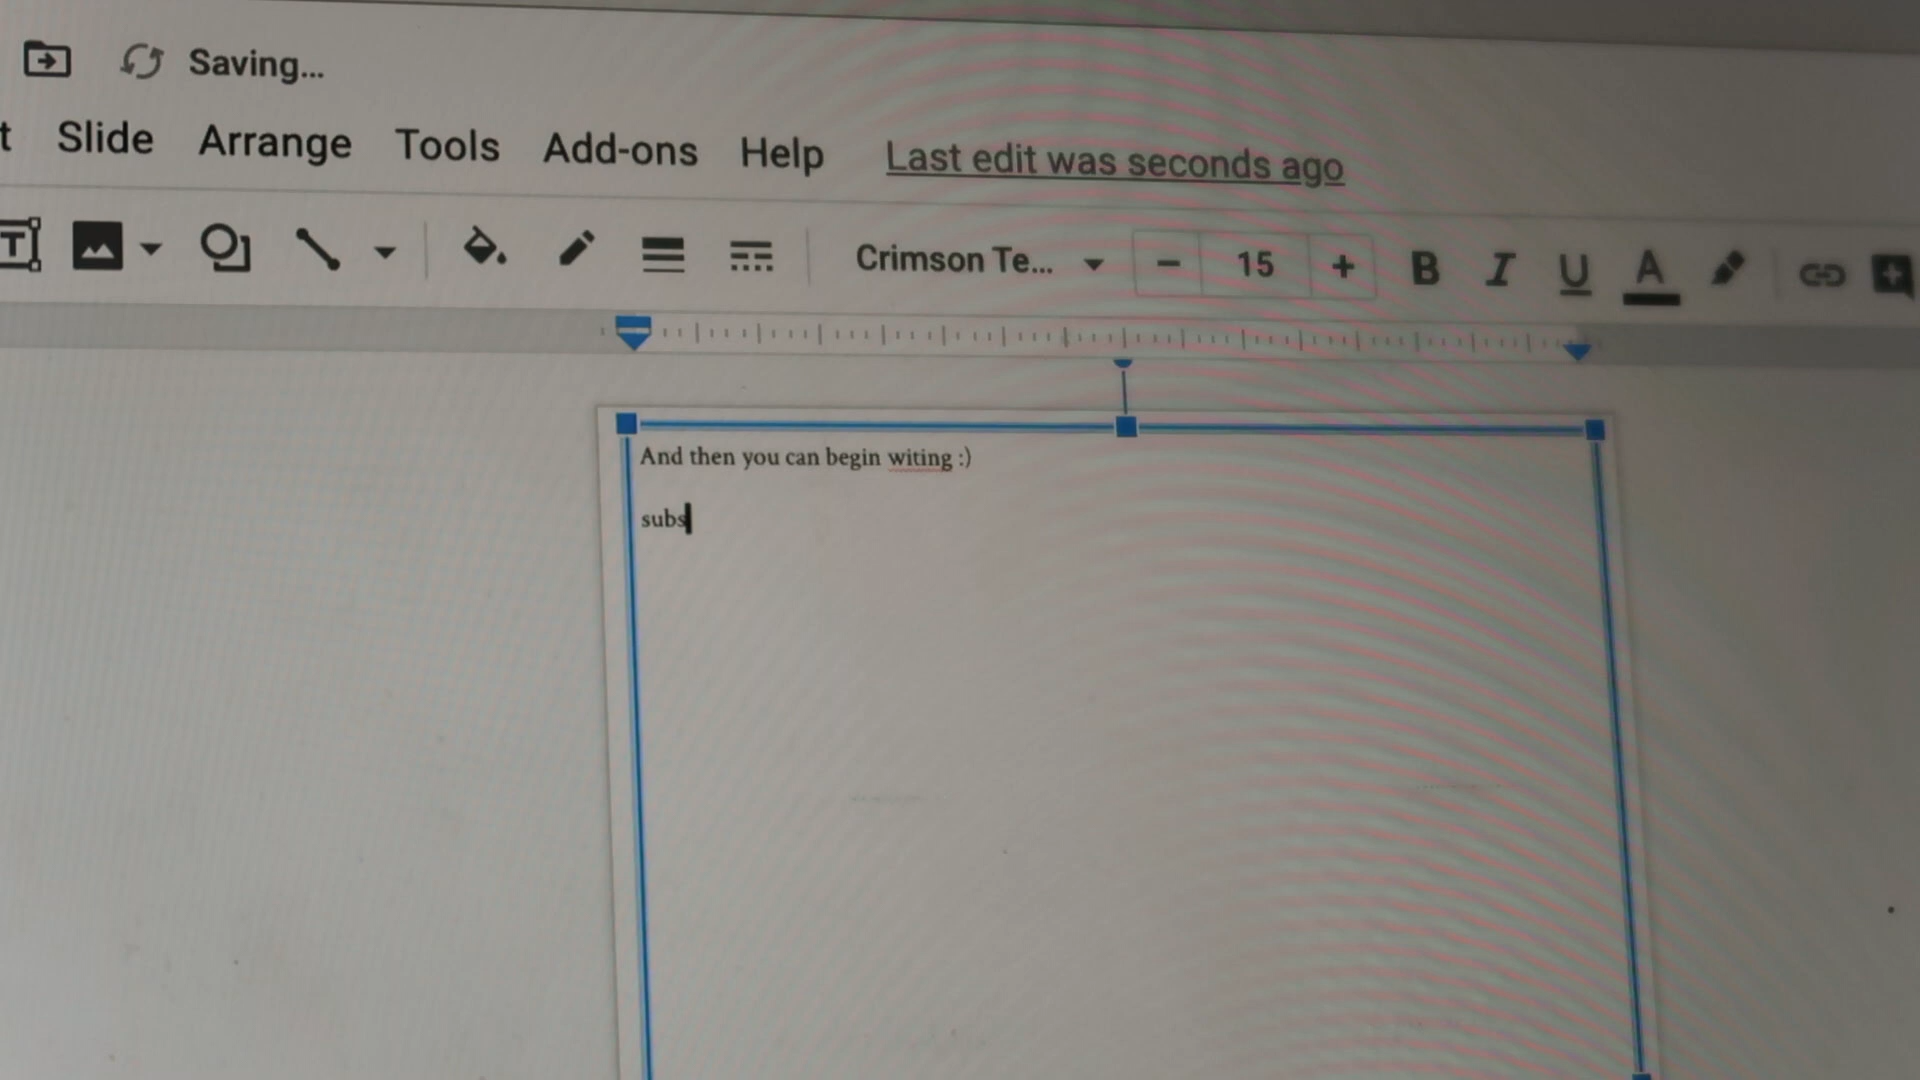 Saving...
t Slide Arrange Tools Add-ons Help Last edit was seconds ago
T Crimson Te... - 15 + B I U A
And then you can begin witing :)
subs